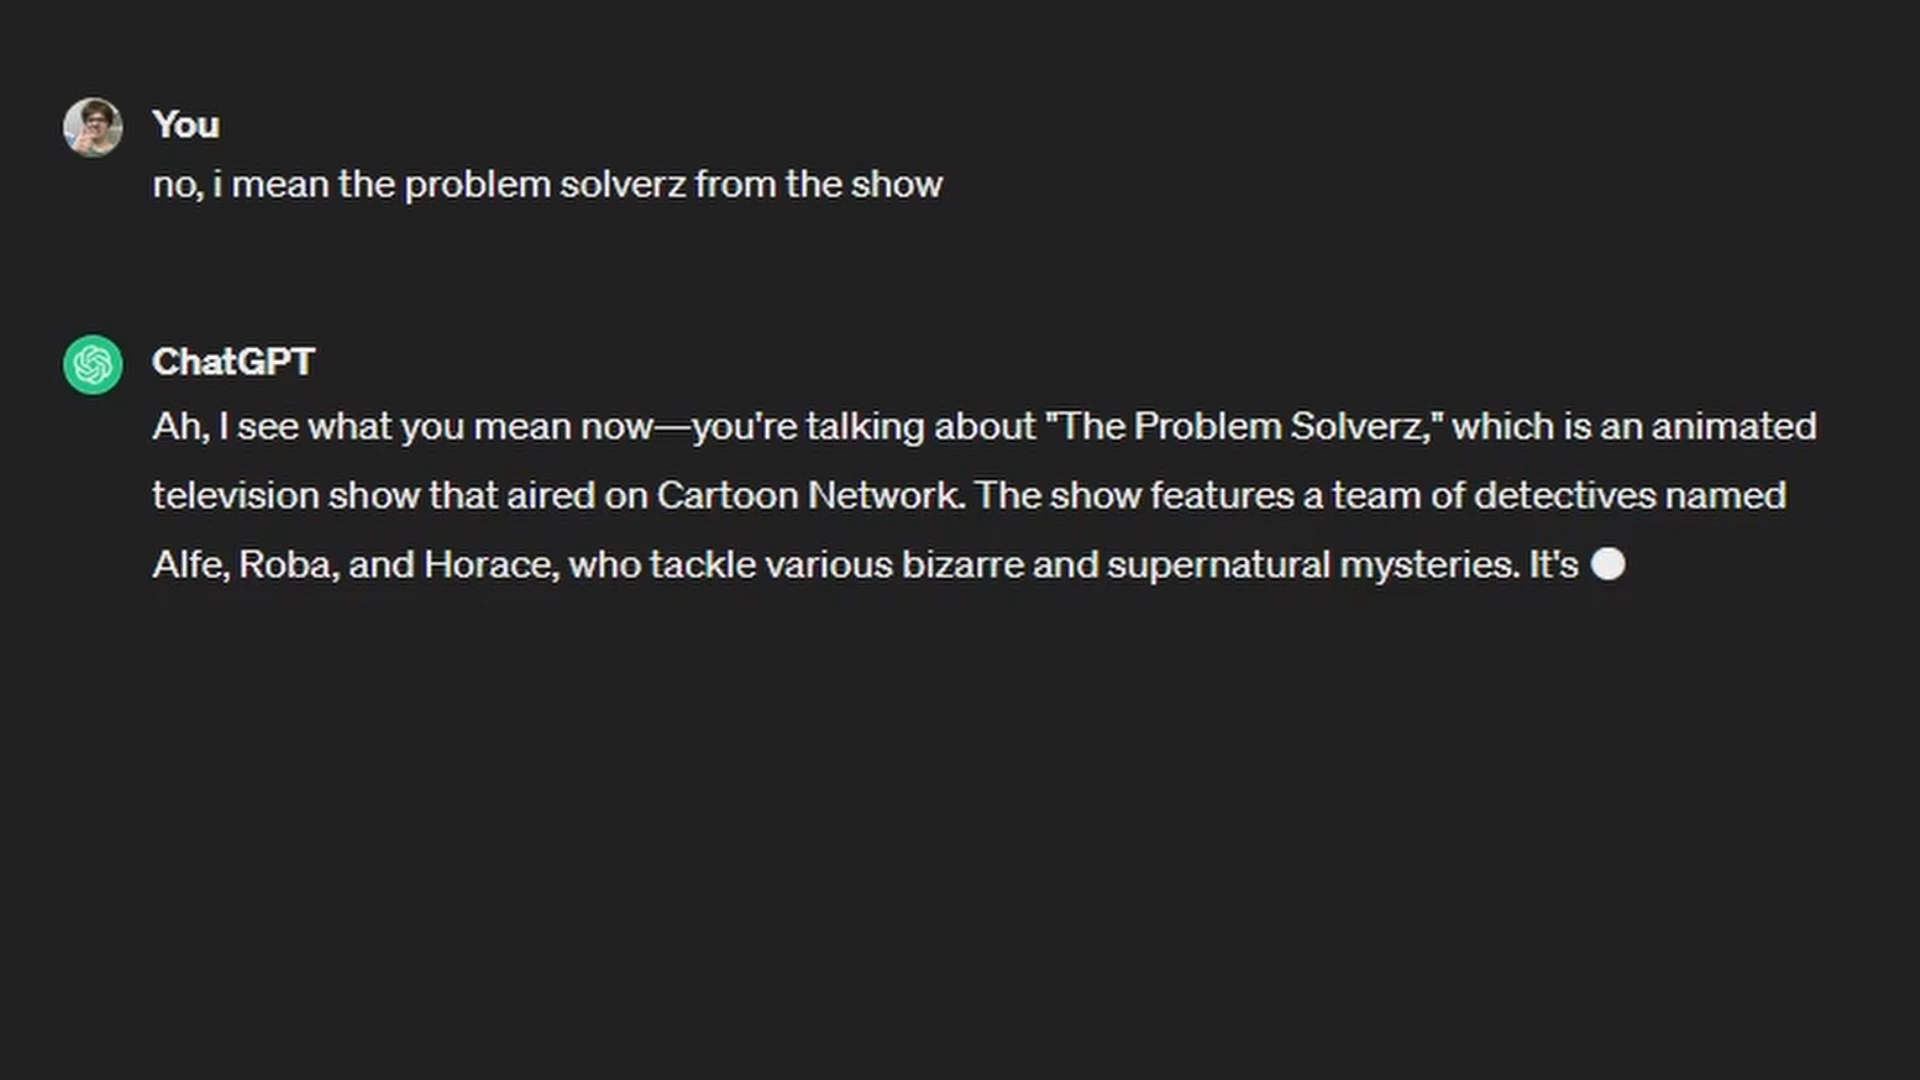 You
no, i mean the problem solverz from the show
ChatGPT
Ah, I see what you mean now—you're talking about "The Problem Solverz," which is an animated
television show that aired on Cartoon Network. The show features a team of detectives named
Alfe, Roba, and Horace, who tackle various bizarre and supernatural mysteries. It's